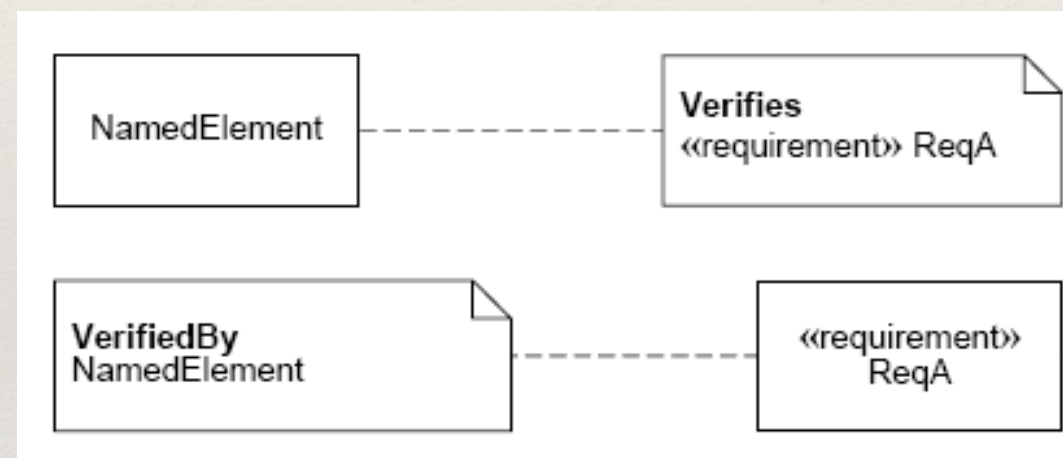 NamedElement
Verifies
«requirement» ReqA
VerifiedBy
NamedElement
«requirement»
ReqA